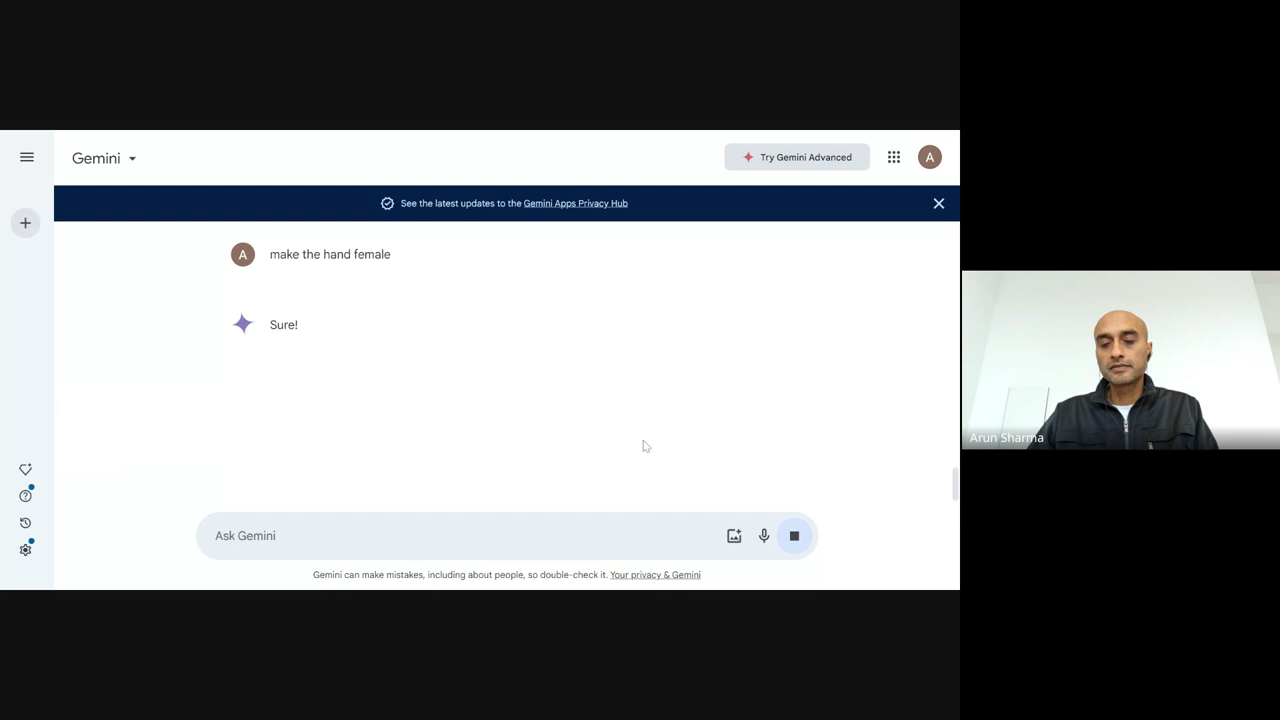 Gemini
Try Gemini Advanced
A
See the latest updates to the Gemini Apps Privacy Hub
A
make the hand female
Sure!
Ask Gemini
Gemini can make mistakes, including about people, so double-check it. Your privacy & Gemini
Arun Sharma